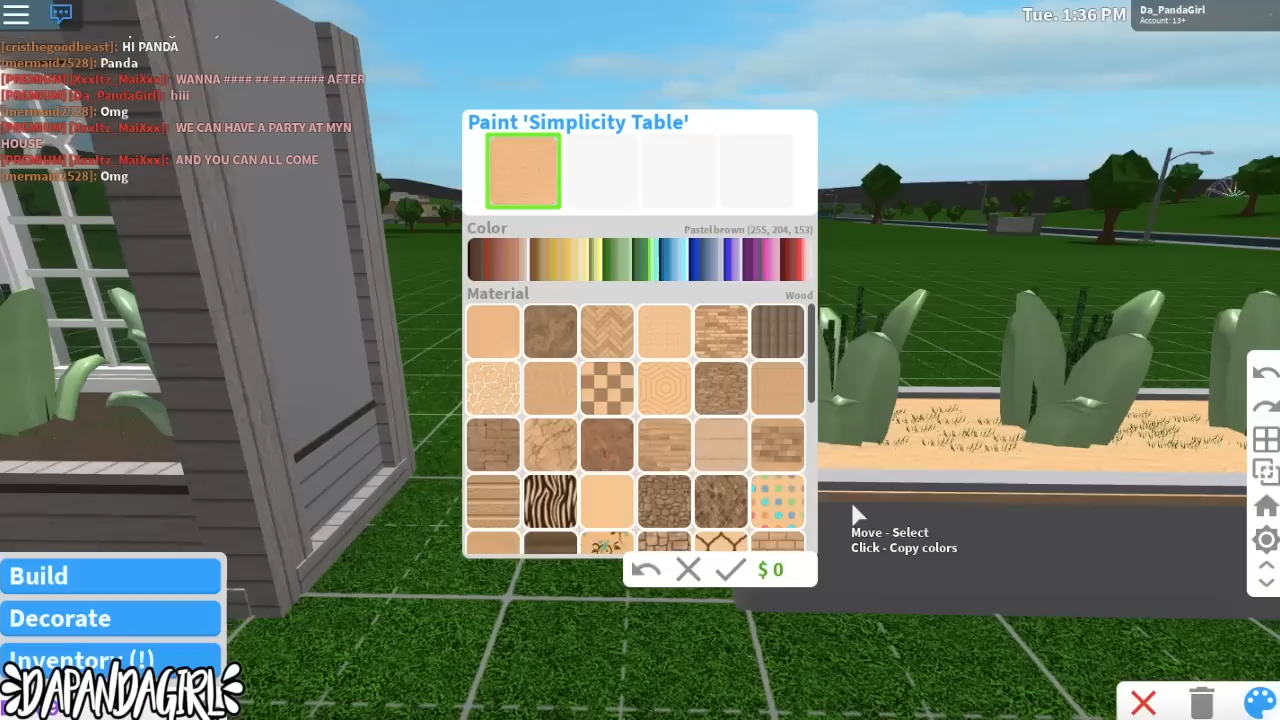 Tue. 1:36 PM
Da_PandaGirl
Account: 13+
[cristhegoodbeast]: HI PANDA
[mermaid2528]: Panda
[PREMIUM] [XxxItz_MaiXxx]: WANNA #### ## ## ##### AFTER
[PREMIUM] [Da_PandaGirl]: hiii
[mermaid2528]: Omg
[PREMIUM] [XxxItz_MaiXxx]: WE CAN HAVE A PARTY AT MYN
HOUSE
[PREMIUM] [XxxItz_MaiXxx]: AND YOU CAN ALL COME
[mermaid2528]: Omg
Paint 'Simplicity Table'
Color
Pastel brown (255, 204, 153)
Material
Wood
$ 0
Move - Select
Click - Copy colors
Build
Decorate
Inventory (!)
DAPANDAGIRL